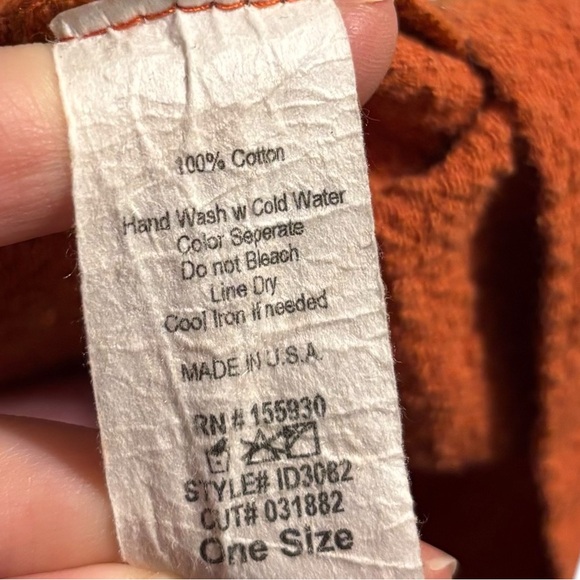 100% Cotton
Hand Wash w Cold Water
Color Seperate
Do not Bleach
Line Dry
Cool Iron if needed
MADE IN U.S.A.
RN # 155930
STYLE# ID3082
CUT# 031882
One Size